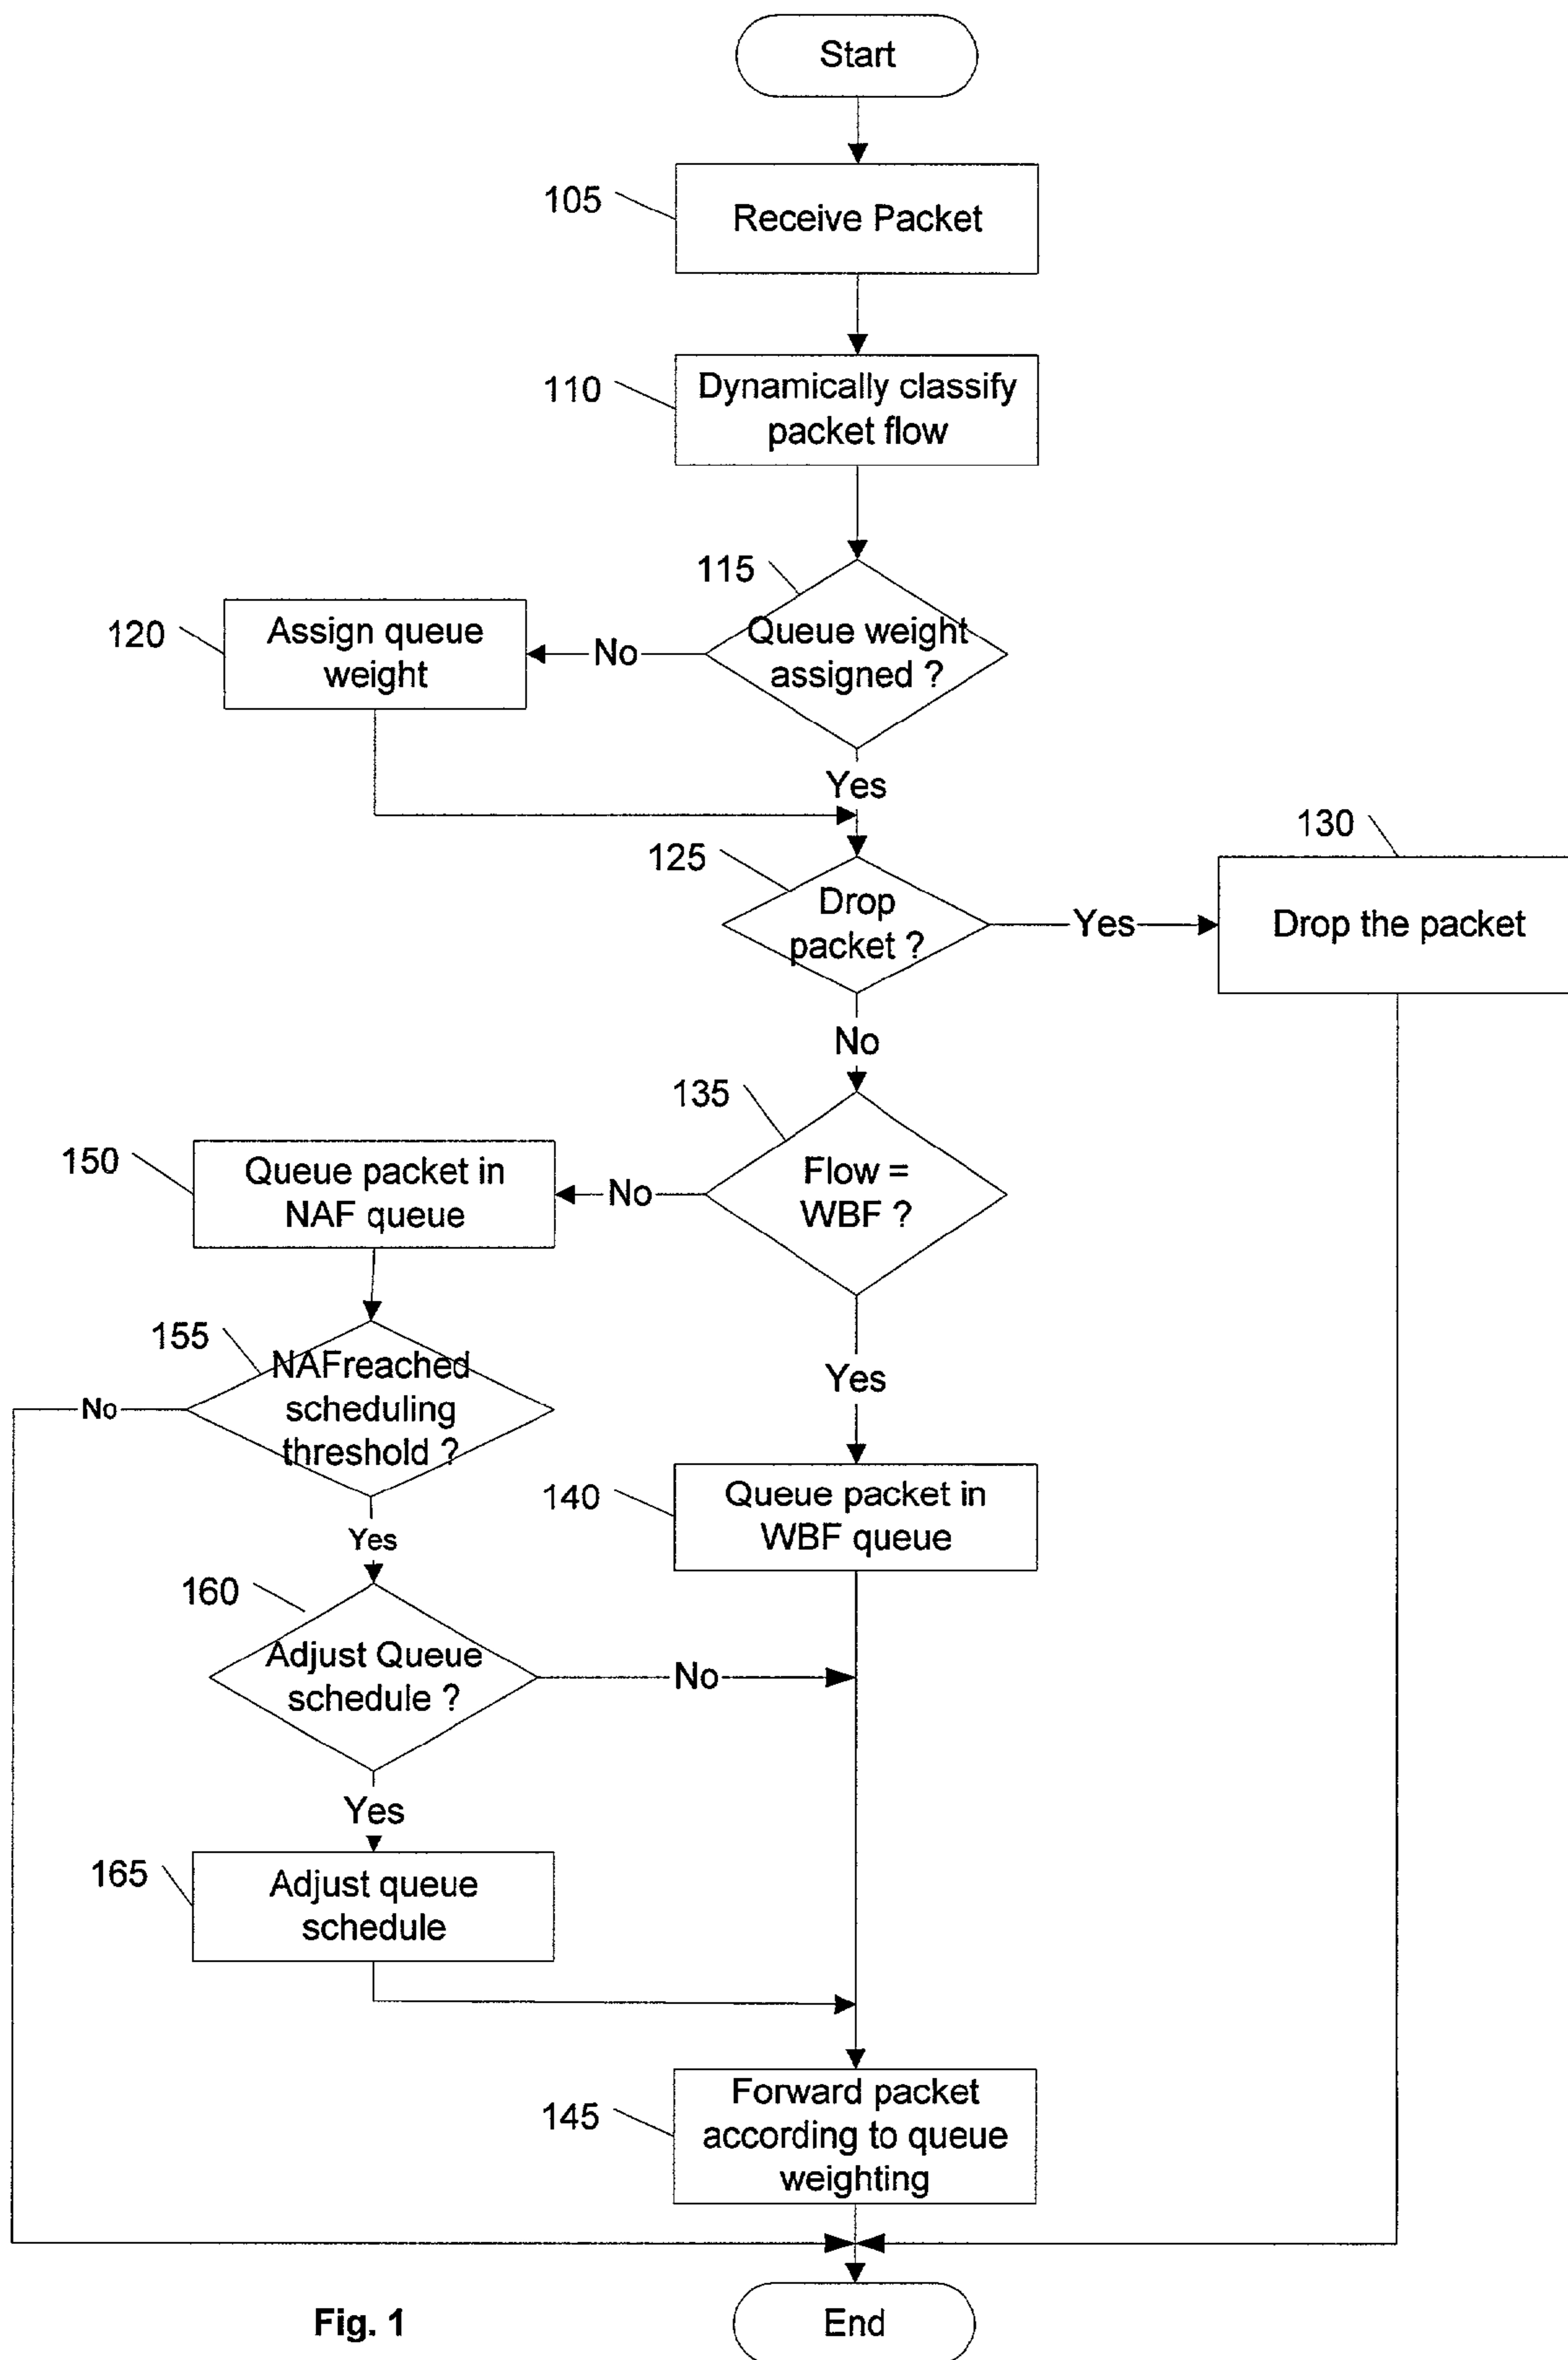 Start
105
Receive Packet
110
Dynamically classify
packet flow
115
Queue weight
assigned ?
No
120
Assign queue
weight
Yes
125
Drop
packet ?
Yes
130
Drop the packet
No
135
Flow =
WBF ?
No
150
Queue packet in
NAF queue
155
NAFreached
scheduling
threshold ?
No
Yes
Yes
140
Queue packet in
WBF queue
160
Adjust Queue
schedule ?
No
Yes
165
Adjust queue
schedule
145
Forward packet
according to queue
weighting
End
Fig. 1